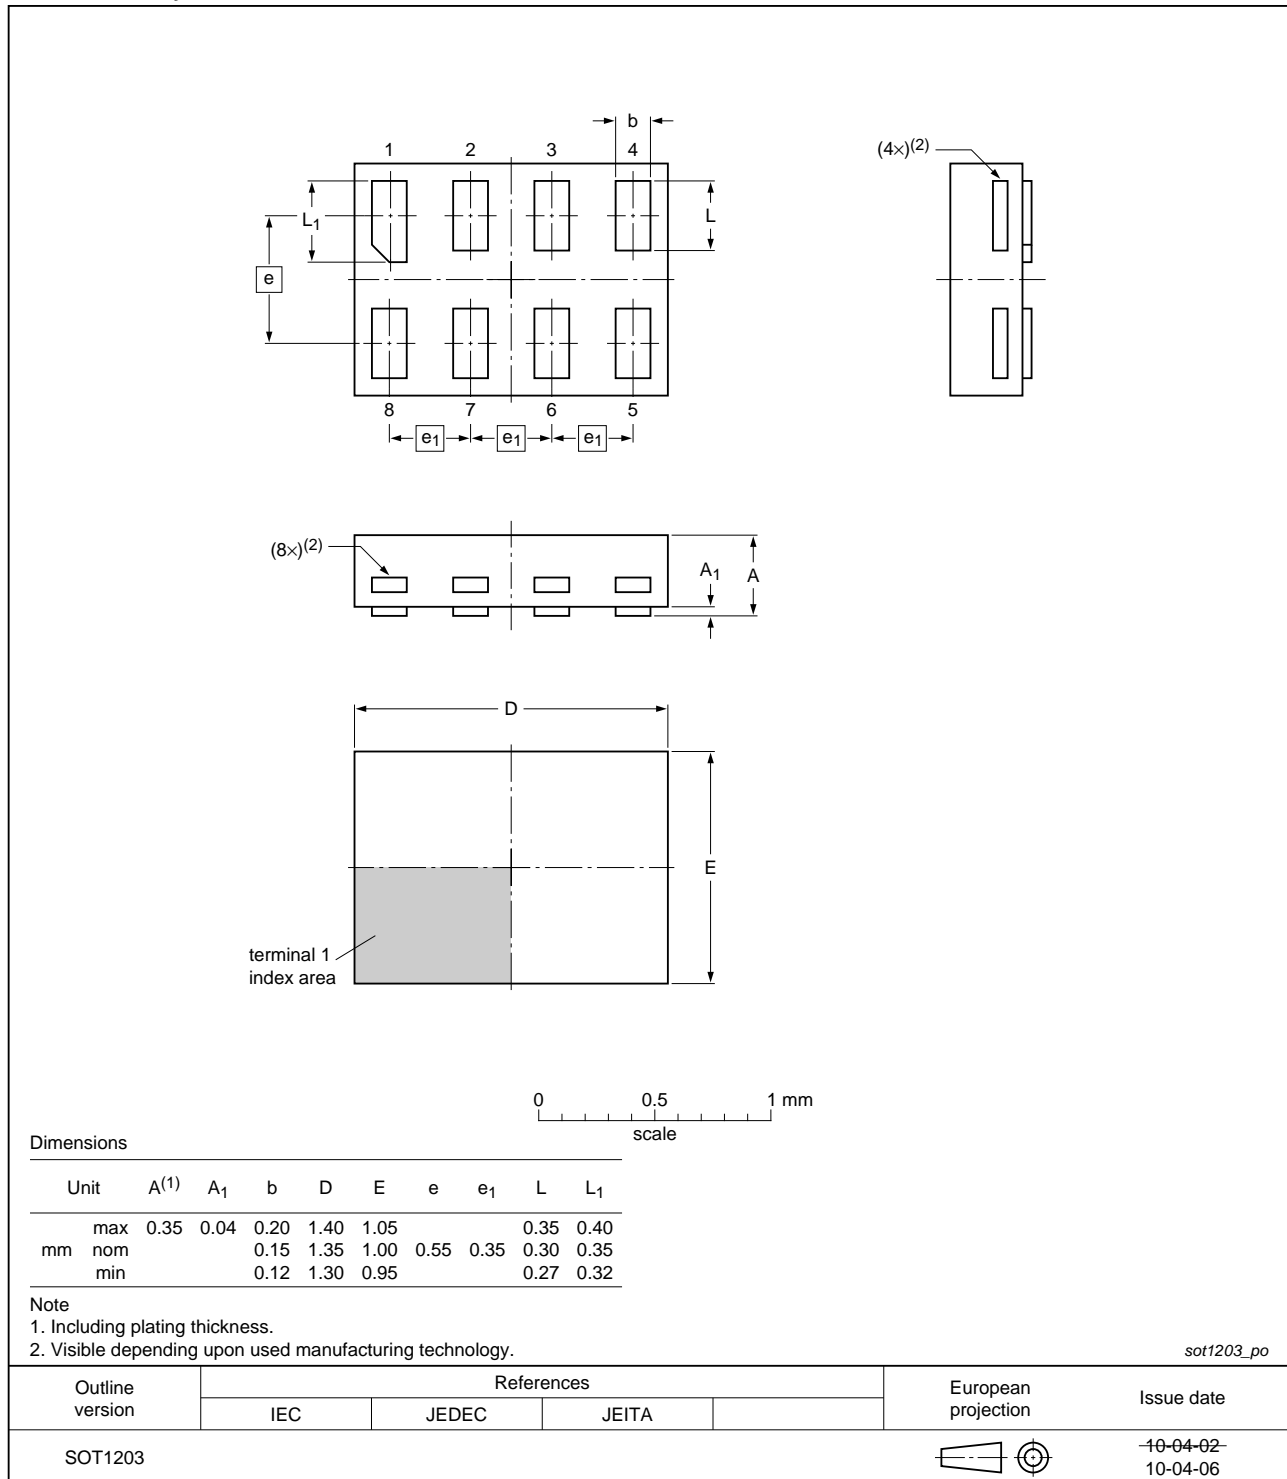 1 2 3 4
b
L1
L
e
8 7 6 5
e1 e1 e1
(4×)(2)
(8×)(2)
A1
A
D
E
terminal 1
index area
0 0.5 1 mm
scale
Dimensions
Unit A(1) A1 b D E e e1 L L1
mm
max 0.35 0.04 0.20 1.40 1.05 0.35 0.40
nom 0.15 1.35 1.00 0.55 0.35 0.30 0.35
min 0.12 1.30 0.95 0.27 0.32
Note
1. Including plating thickness.
2. Visible depending upon used manufacturing technology.
sot1203_po
Outline
version
References
IEC JEDEC JEITA
European
projection
Issue date
SOT1203
10-04-02
10-04-06